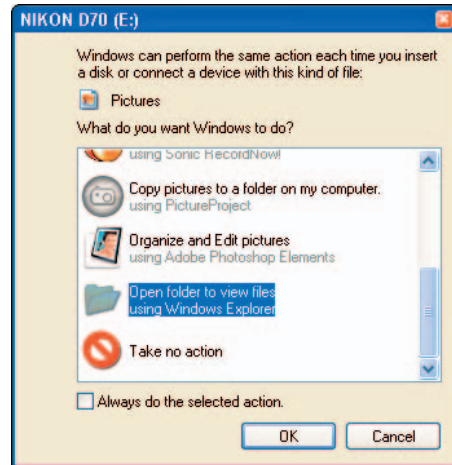 NIKON D70 (E:)
Windows can perform the same action each time you insert
a disk or connect a device with this kind of file:
Pictures
What do you want Windows to do?
using Sonic RecordNow!
Copy pictures to a folder on my computer.
using PictureProject
Organize and Edit pictures
using Adobe Photoshop Elements
Open folder to view files
using Windows Explorer
Take no action
Always do the selected action.
OK
Cancel